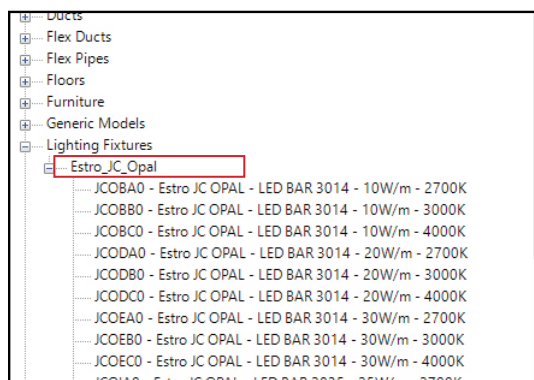 Ducts
Flex Ducts
Flex Pipes
Floors
Furniture
Generic Models
Lighting Fixtures
Estro_JC_Opal
JCOBA0 - Estro JC OPAL - LED BAR 3014 - 10W/m - 2700K
JCOBB0 - Estro JC OPAL - LED BAR 3014 - 10W/m - 3000K
JCOBC0 - Estro JC OPAL - LED BAR 3014 - 10W/m - 4000K
JCODA0 - Estro JC OPAL - LED BAR 3014 - 20W/m - 2700K
JCODB0 - Estro JC OPAL - LED BAR 3014 - 20W/m - 3000K
JCODC0 - Estro JC OPAL - LED BAR 3014 - 20W/m - 4000K
JCOEA0 - Estro JC OPAL - LED BAR 3014 - 30W/m - 2700K
JCOEB0 - Estro JC OPAL - LED BAR 3014 - 30W/m - 3000K
JCOEC0 - Estro JC OPAL - LED BAR 3014 - 30W/m - 4000K